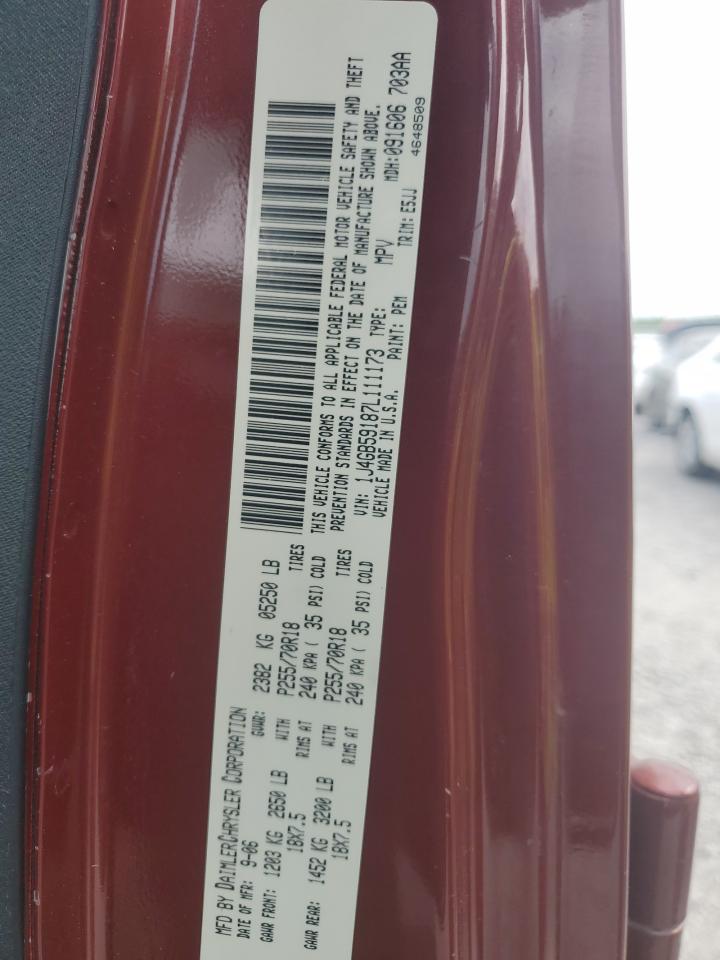 MFD BY DAIMLERCHRYSLER CORPORATION
DATE OF MFR: 9-06 GVWR: 2382 KG 05250 LB
GAWR FRONT: 1203 KG 2650 LB WITH P255/70R18 TIRES
18X7.5 RIMS AT 240 KPA ( 35 PSI) COLD
GAWR REAR: 1452 KG 3200 LB WITH P255/70R18 TIRES
18X7.5 RIMS AT 240 KPA ( 35 PSI) COLD
THIS VEHICLE CONFORMS TO ALL APPLICABLE FEDERAL MOTOR VEHICLE SAFETY AND THEFT
PREVENTION STANDARDS IN EFFECT ON THE DATE OF MANUFACTURE SHOWN ABOVE.
VIN: 1J4GB59187L111173 TYPE: MPV MDH:091606 703AA
VEHICLE MADE IN U.S.A. PAINT: PEM TRIM: E5JJ 4648509